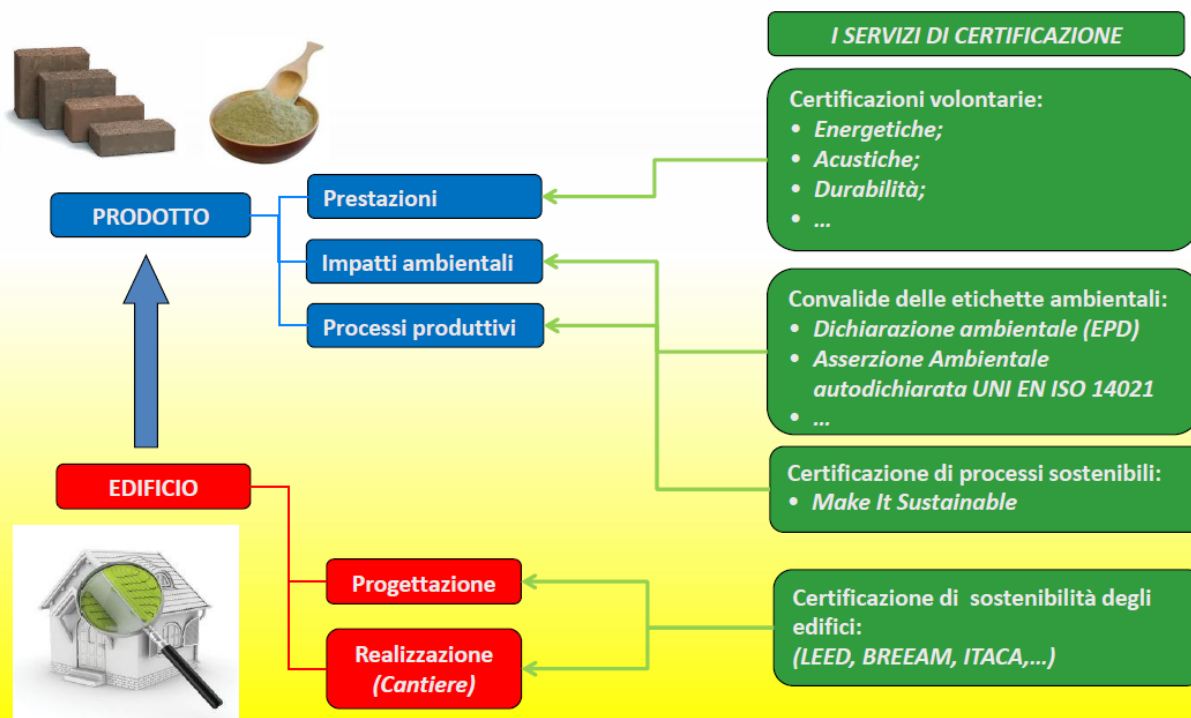 I SERVIZI DI CERTIFICAZIONE
Certificazioni volontarie:
• Energetiche;
• Acustiche;
• Durabilità;
• ...
PRODOTTO
Prestazioni
Impatti ambientali
Processi produttivi
Convalide delle etichette ambientali:
• Dichiarazione ambientale (EPD)
• Asserzione Ambientale
autodichiarata UNI EN ISO 14021
• ...
EDIFICIO
Certificazione di processi sostenibili:
• Make It Sustainable
Progettazione
Realizzazione
(Cantiere)
Certificazione di sostenibilità degli
edifici:
(LEED, BREEAM, ITACA,...)